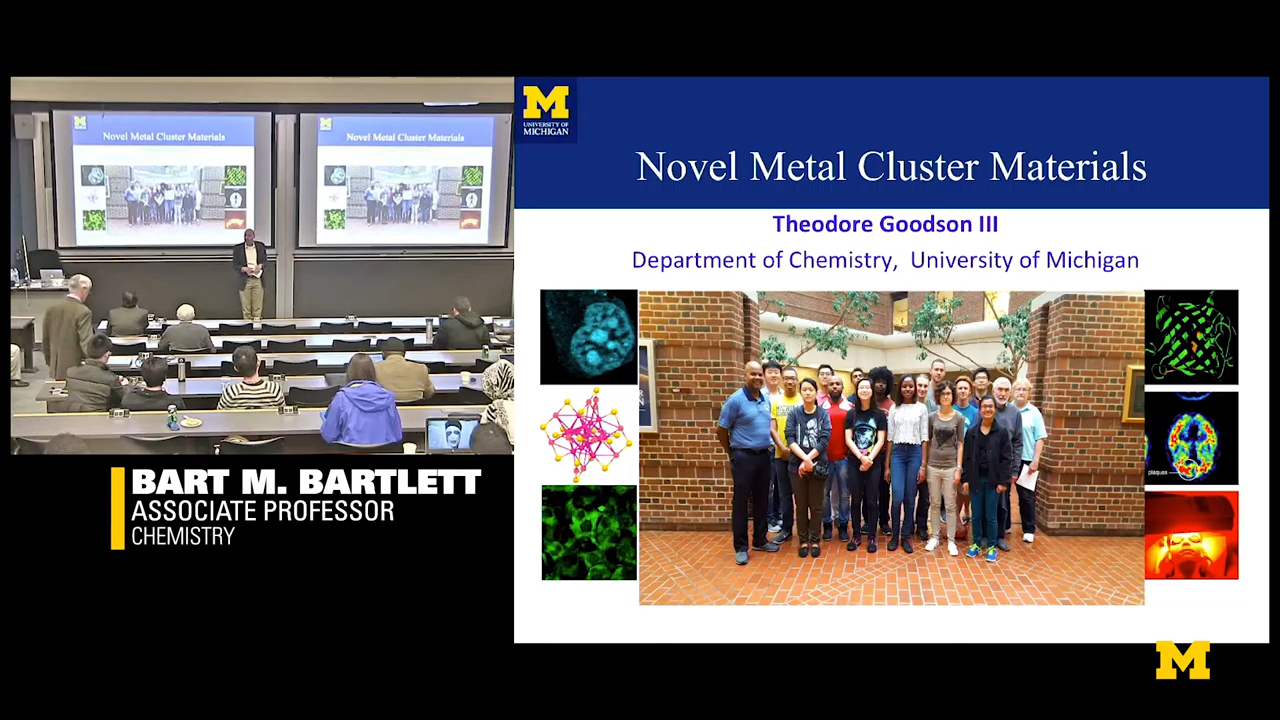 Novel Metal Cluster Materials
Novel Metal Cluster Materials
BART M. BARTLETT
ASSOCIATE PROFESSOR
CHEMISTRY
M
UNIVERSITY OF
MICHIGAN
Novel Metal Cluster Materials
Theodore Goodson III
Department of Chemistry, University of Michigan
plaques
M